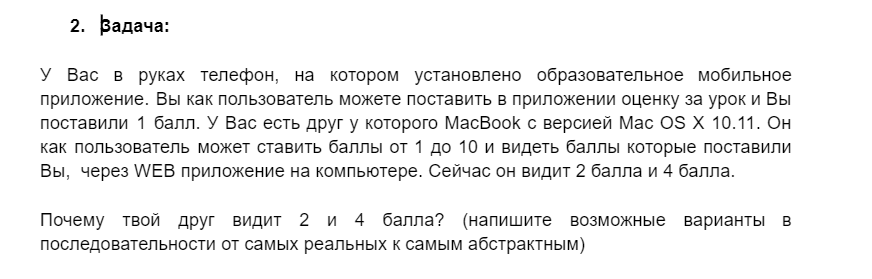 2. Задача:
У Вас в руках телефон, на котором установлено образовательное мобильное
приложение. Вы как пользователь можете поставить в приложении оценку за урок и Вы
поставили 1 балл. У Вас есть друг у которого MacBook с версией Mac OS X 10.11. Он
как пользователь может ставить баллы от 1 до 10 и видеть баллы которые поставили
Вы, через WEB приложение на компьютере. Сейчас он видит 2 балла и 4 балла.
Почему твой друг видит 2 и 4 балла? (напишите возможные варианты в
последовательности от самых реальных к самым абстрактным)